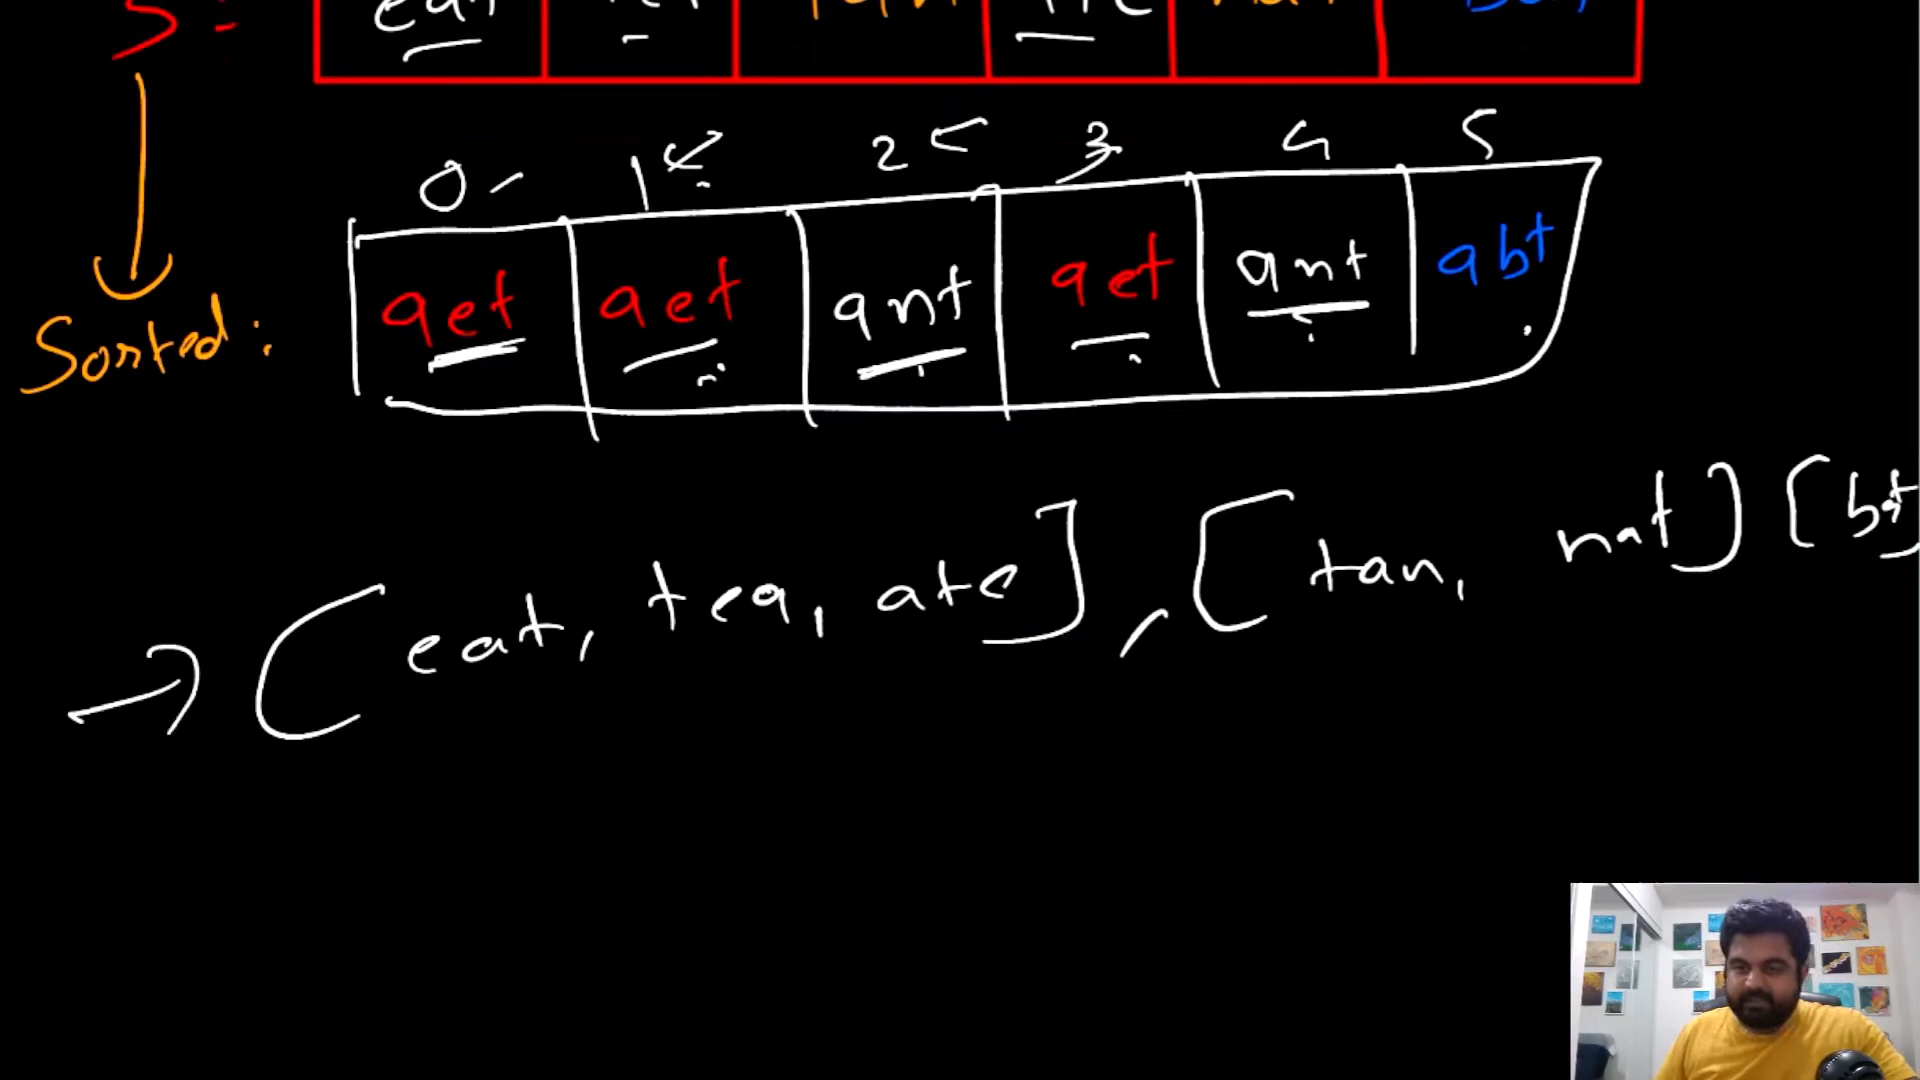 S:
0 1 2 3 4 5
Sorted: aet aet ant aet ant abt
[eat, tea, ate], [tan, nat] [bat]